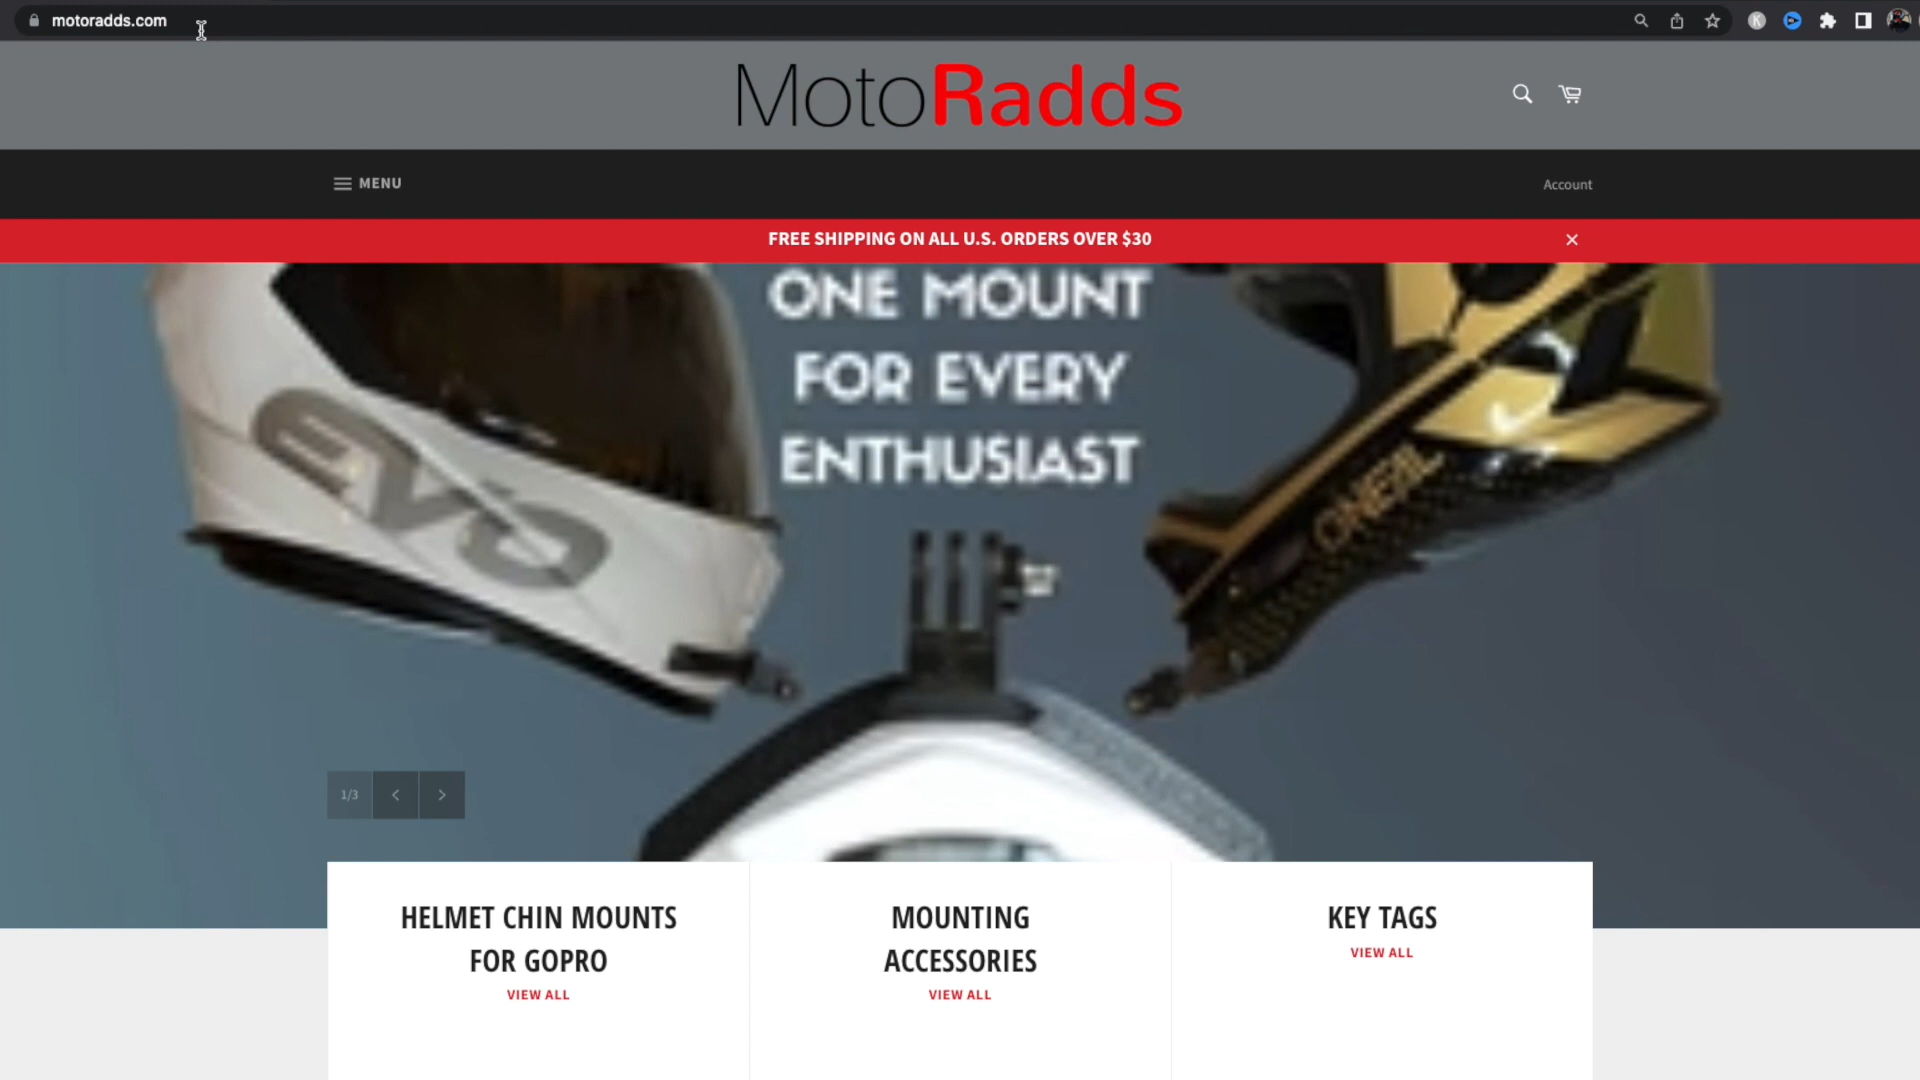 motoradds.com
MotoRadds
MENU
Account
FREE SHIPPING ON ALL U.S. ORDERS OVER $30
ONE MOUNT
FOR EVERY
ENTHUSIAST
EVO
ONEAL
1/3
HELMET CHIN MOUNTS
FOR GOPRO
VIEW ALL
MOUNTING
ACCESSORIES
VIEW ALL
KEY TAGS
VIEW ALL